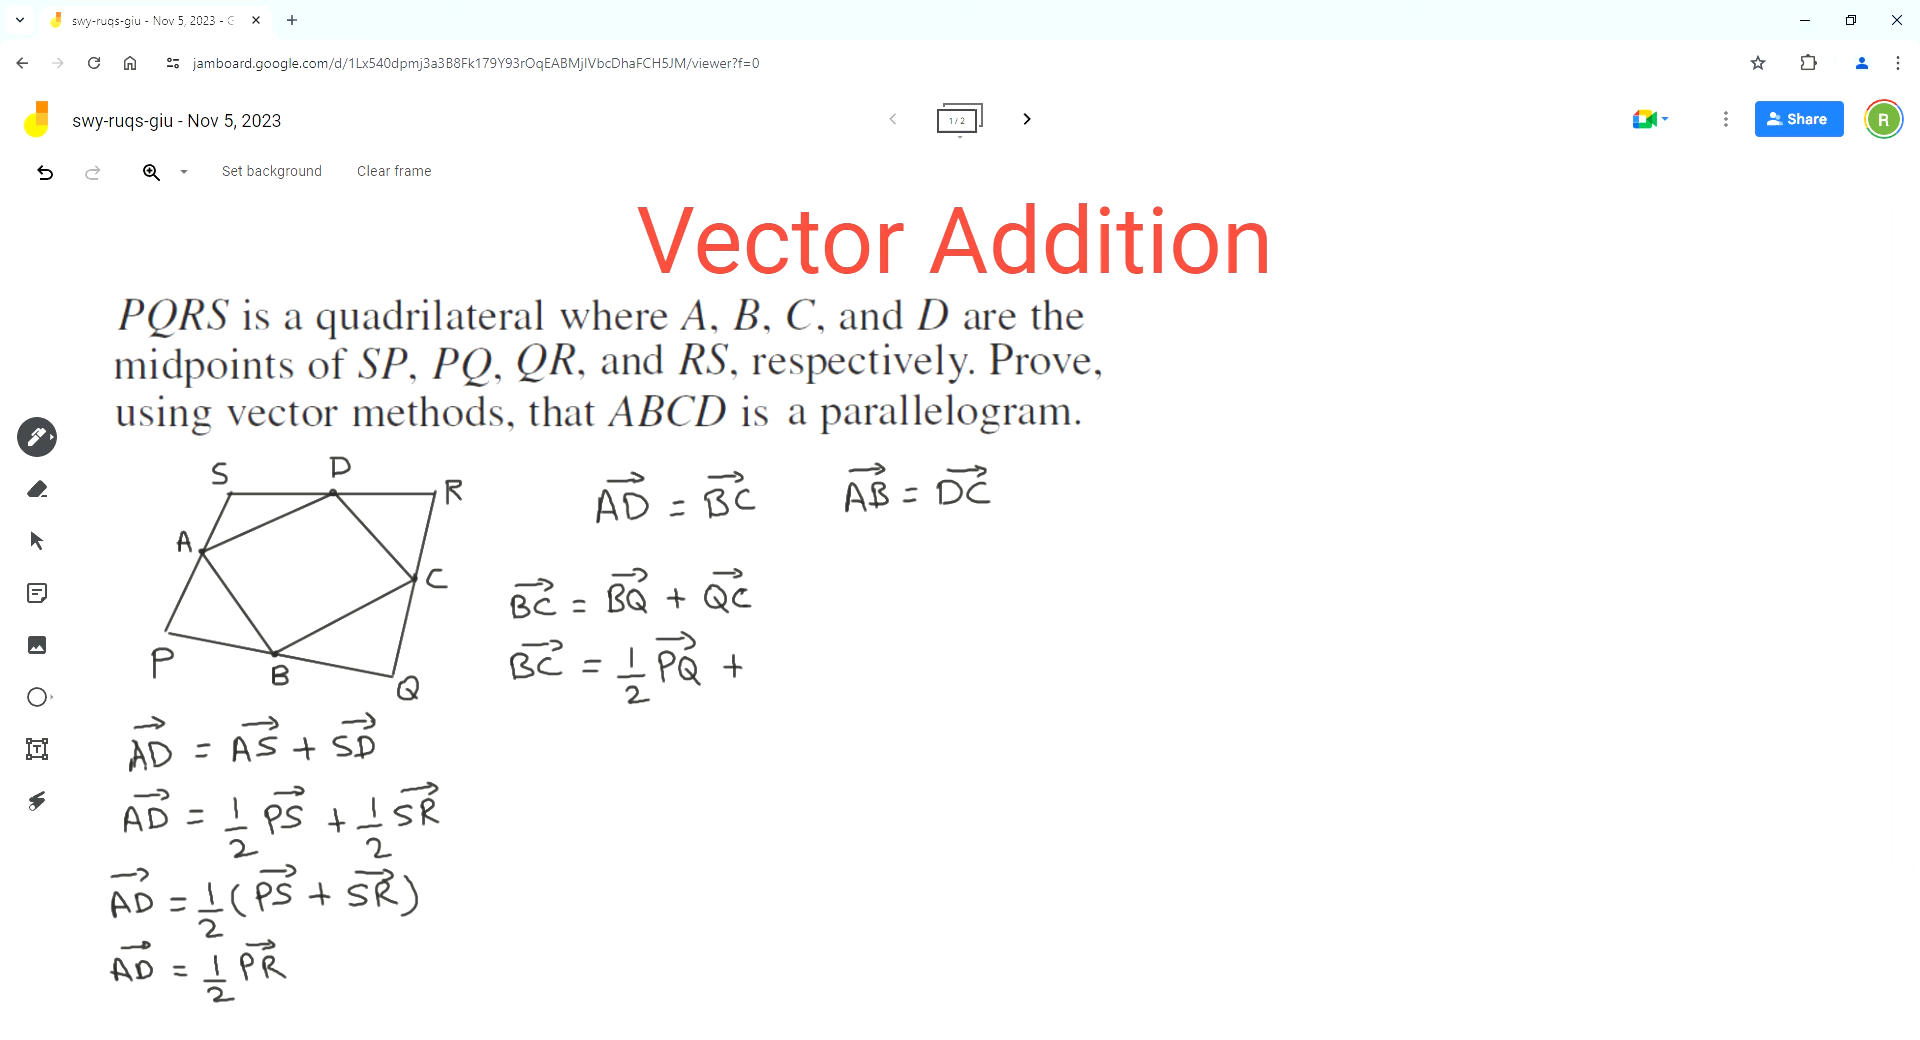 swy-ruqs-giu - Nov 5, 2023 - G
jamboard.google.com/d/1Lx540dpmj3a3B8Fk179Y93rOqEABMjIVbcDhaFCH5JM/viewer?f=0
swy-ruqs-giu - Nov 5, 2023
1 / 2
Share
R
Set background
Clear frame
Vector Addition
PQRS is a quadrilateral where A, B, C, and D are the
midpoints of SP, PQ, QR, and RS, respectively. Prove,
using vector methods, that ABCD is a parallelogram.
S
D
R
A
C
P
B
Q
→AD = →BC
→AB = →DC
→BC = →BQ + →QC
→BC = 1/2 →PQ +
→AD = →AS + →SD
→AD = 1/2 →PS + 1/2 →SR
→AD = 1/2 (→PS + →SR)
→AD = 1/2 →PR